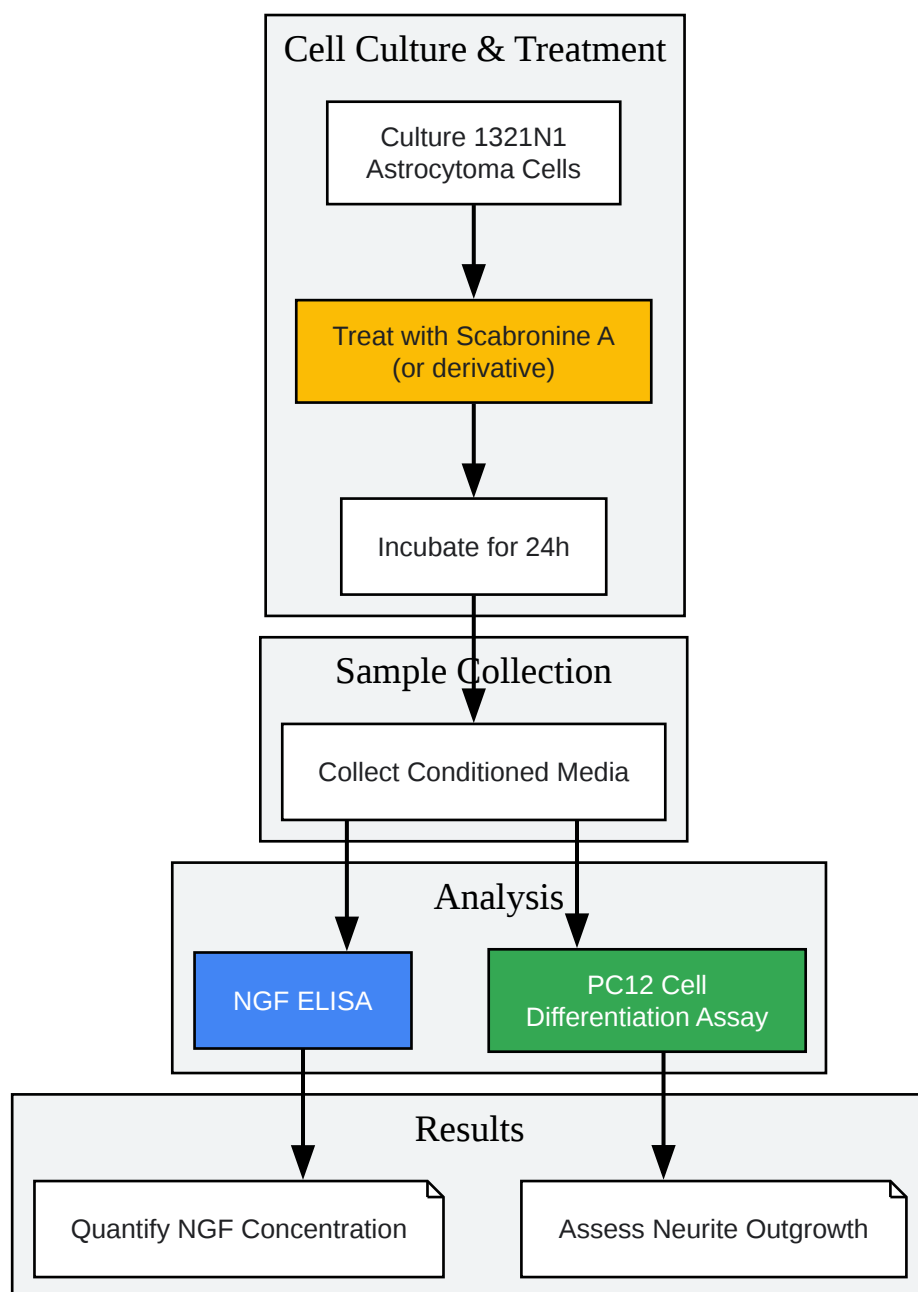 Cell Culture & Treatment
Culture 1321N1
Astrocytoma Cells
Treat with Scabronine A
(or derivative)
Incubate for 24h
Sample Collection
Collect Conditioned Media
Analysis
NGF ELISA
PC12 Cell
Differentiation Assay
Results
Quantify NGF Concentration
Assess Neurite Outgrowth